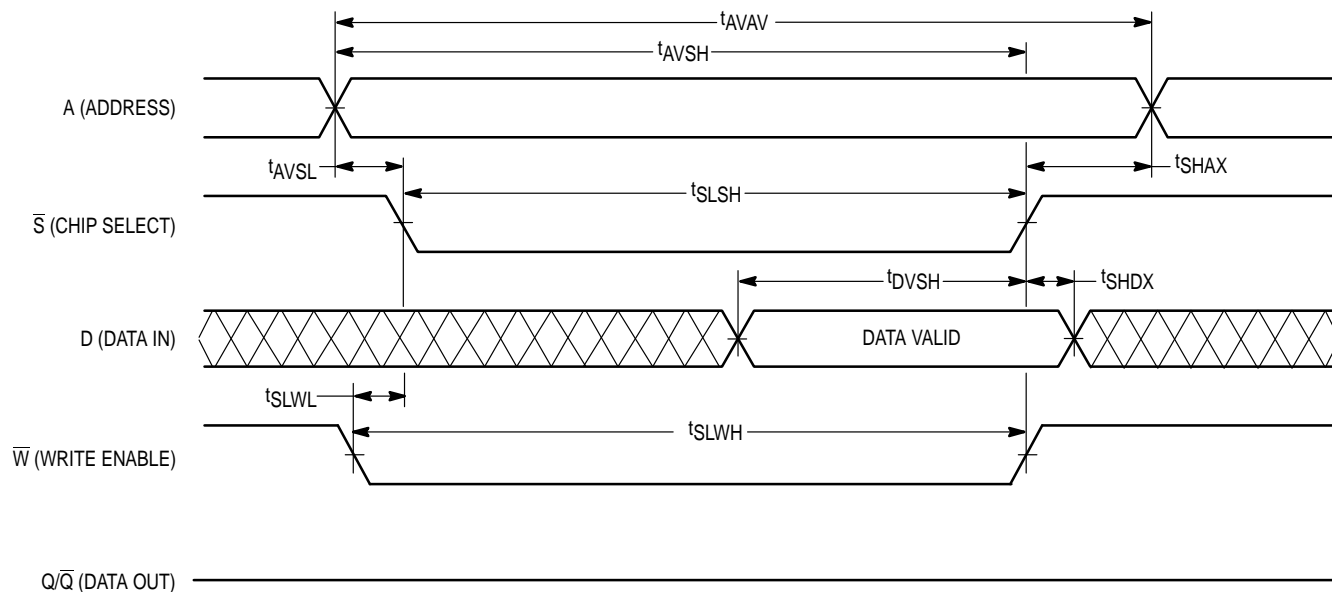 tAVAV
tAVSH
A (ADDRESS)
tAVSL
tSHAX
tSLSH
S̅ (CHIP SELECT)
tDVSH
tSHDX
D (DATA IN)
DATA VALID
tSLWL
tSLWH
W̅ (WRITE ENABLE)
Q/Q̅ (DATA OUT)